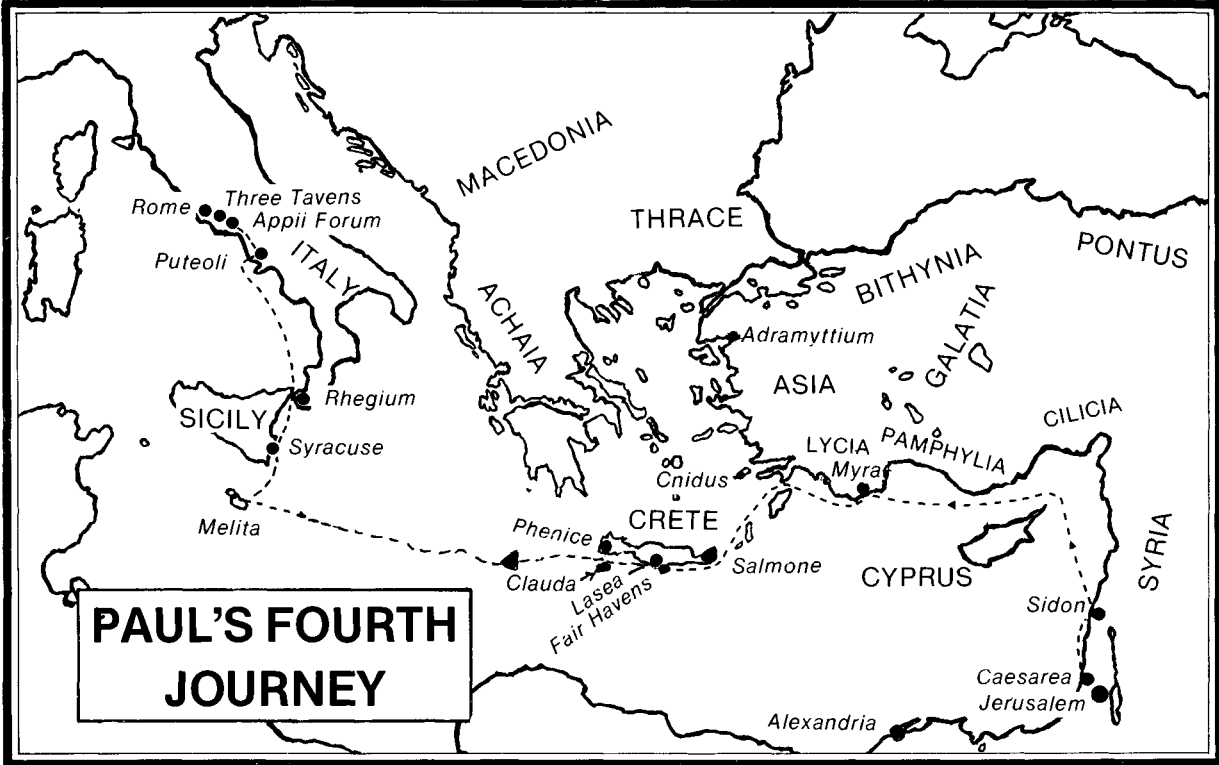 MACEDONIA
Three Tavens
Rome
Appii Forum
THRACE
PONTUS
Puteoli
ITALY
BITHYNIA
ACHAIA
GALATIA
Adramyttium
ASIA
Rhegium
SICILY
CILICIA
Syracuse
LYCIA
PAMPHYLIA
Myra
Cnidus
Melita
Phenice
CRETE
SYRIA
Clauda
Salmone
CYPRUS
Lasea
Fair Havens
Sidon
PAUL'S FOURTH
JOURNEY
Caesarea
Jerusalem
Alexandria